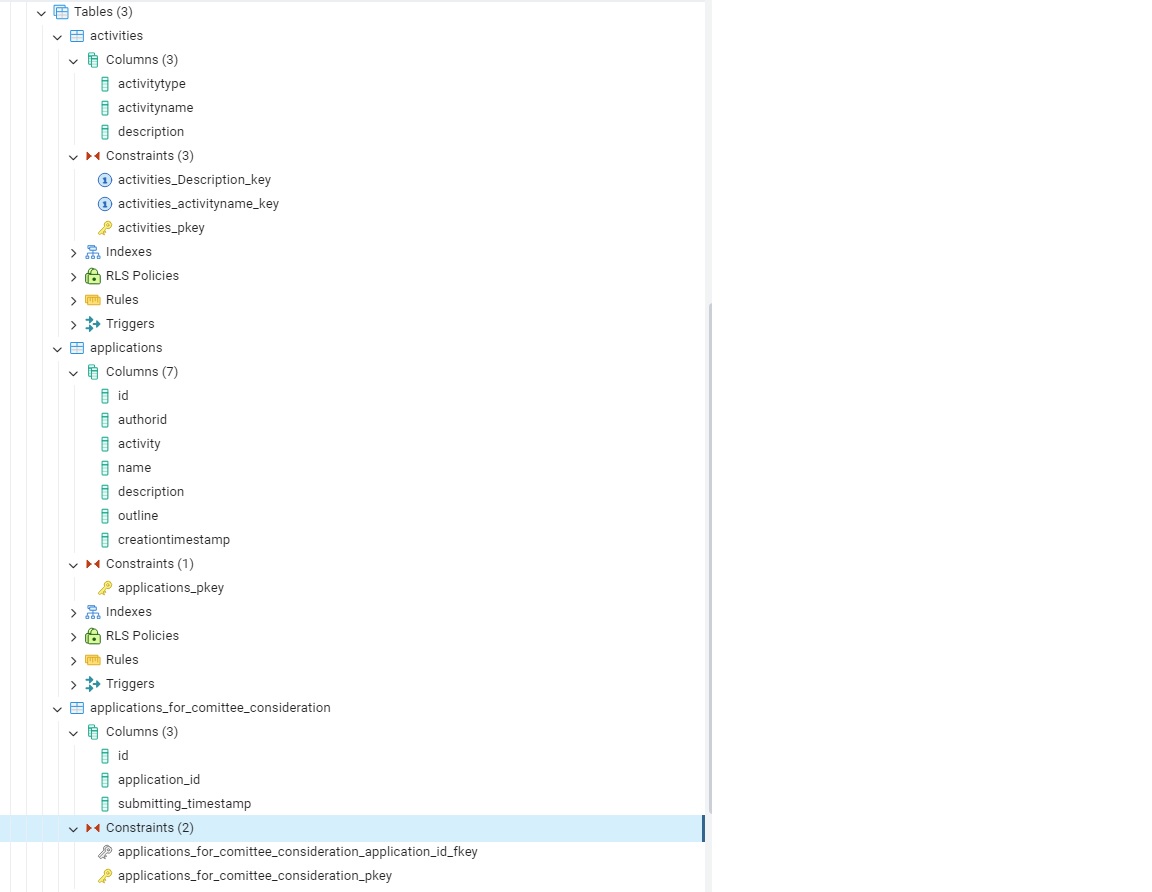 Tables (3)
activities
Columns (3)
activitytype
activityname
description
Constraints (3)
activities_Description_key
activities_activityname_key
activities_pkey
Indexes
RLS Policies
Rules
Triggers
applications
Columns (7)
id
authorid
activity
name
description
outline
creationtimestamp
Constraints (1)
applications_pkey
Indexes
RLS Policies
Rules
Triggers
applications_for_comittee_consideration
Columns (3)
id
application_id
submitting_timestamp
Constraints (2)
applications_for_comittee_consideration_application_id_fkey
applications_for_comittee_consideration_pkey